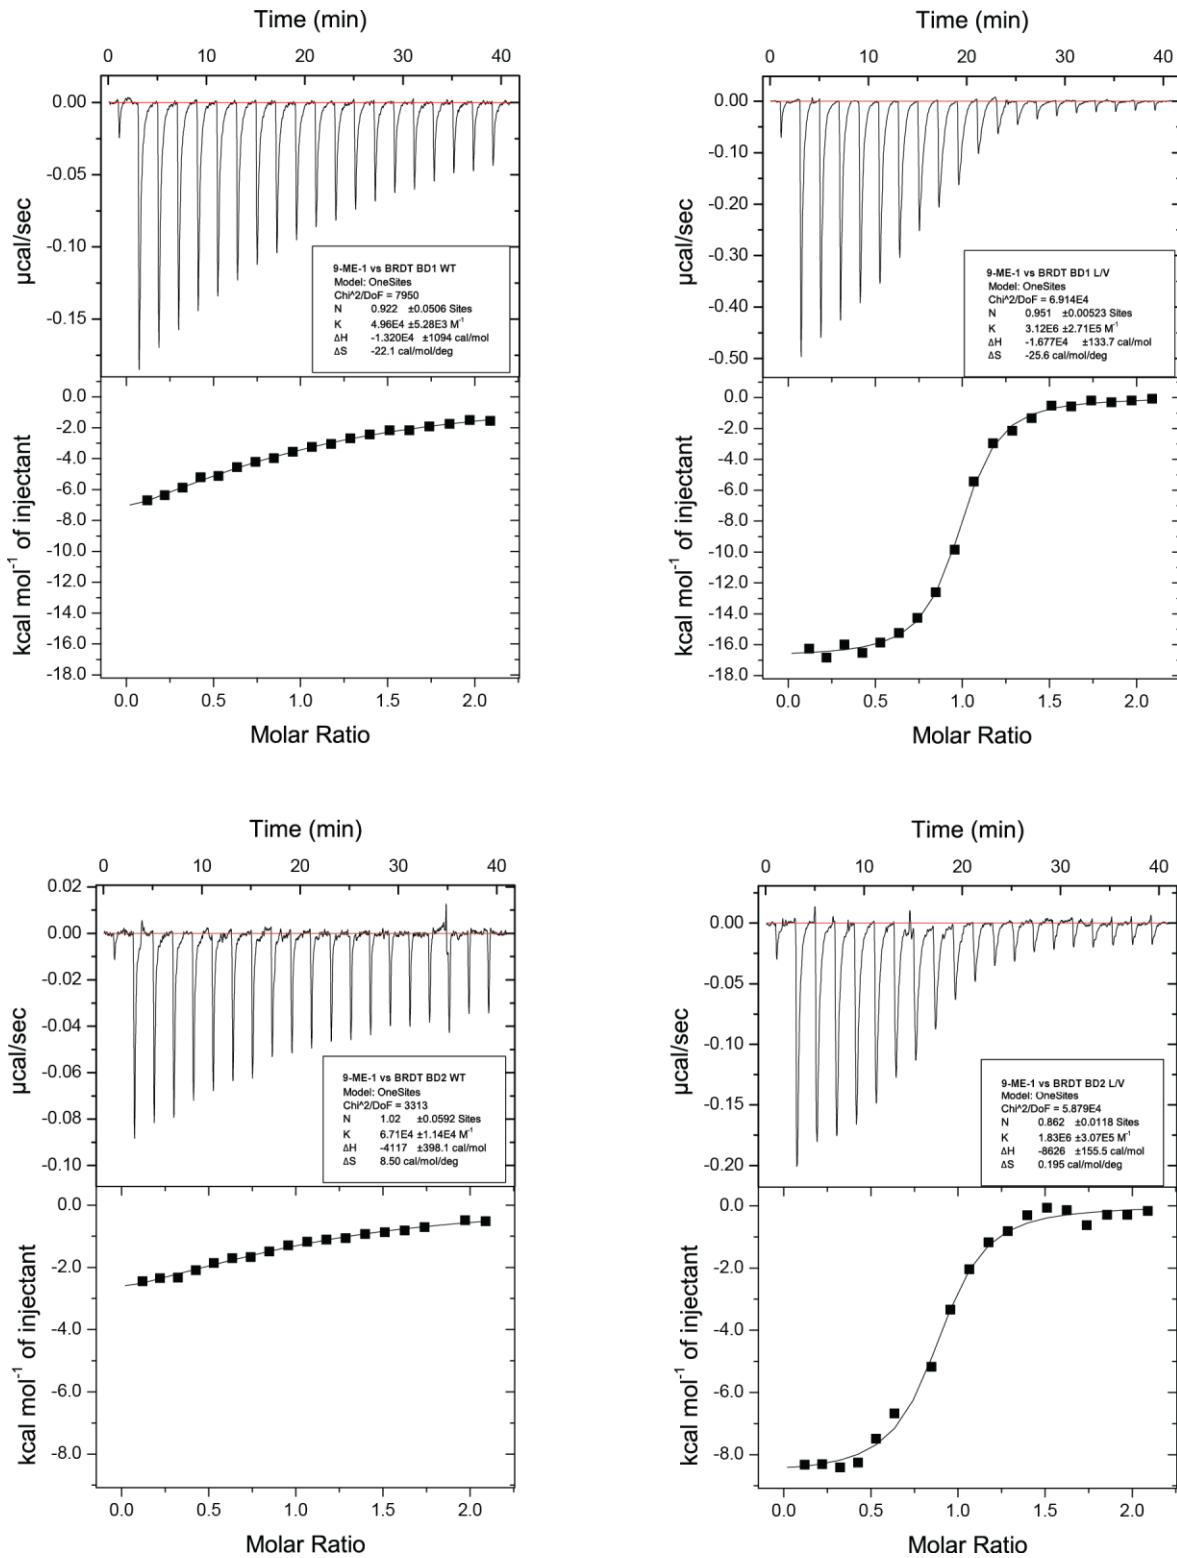 Time (min)
0 10 20 30 40
0.00
-0.05
-0.10
-0.15
µcal/sec
9-ME-1 vs BRDT BD1 WT
Model: OneSites
Chi^2/DoF = 7950
N 0.922 ±0.0506 Sites
K 4.96E4 ±5.28E3 M⁻¹
ΔH -1.320E4 ±1094 cal/mol
ΔS -22.1 cal/mol/deg
0.0
-2.0
-4.0
-6.0
-8.0
-10.0
-12.0
-14.0
-16.0
-18.0
kcal mol⁻¹ of injectant
0.0 0.5 1.0 1.5 2.0
Molar Ratio
Time (min)
0 10 20 30 40
0.00
-0.10
-0.20
-0.30
-0.40
-0.50
µcal/sec
9-ME-1 vs BRDT BD1 L/V
Model: OneSites
Chi^2/DoF = 6.914E4
N 0.951 ±0.00523 Sites
K 3.12E6 ±2.71E5 M⁻¹
ΔH -1.677E4 ±133.7 cal/mol
ΔS -25.6 cal/mol/deg
0.0
-2.0
-4.0
-6.0
-8.0
-10.0
-12.0
-14.0
-16.0
-18.0
kcal mol⁻¹ of injectant
0.0 0.5 1.0 1.5 2.0
Molar Ratio
Time (min)
0 10 20 30 40
0.02
0.00
-0.02
-0.04
-0.06
-0.08
-0.10
µcal/sec
9-ME-1 vs BRDT BD2 WT
Model: OneSites
Chi^2/DoF = 3313
N 1.02 ±0.0592 Sites
K 6.71E4 ±1.14E4 M⁻¹
ΔH -4117 ±398.1 cal/mol
ΔS 8.50 cal/mol/deg
0.0
-2.0
-4.0
-6.0
-8.0
kcal mol⁻¹ of injectant
0.0 0.5 1.0 1.5 2.0
Molar Ratio
Time (min)
0 10 20 30 40
0.00
-0.05
-0.10
-0.15
-0.20
µcal/sec
9-ME-1 vs BRDT BD2 L/V
Model: OneSites
Chi^2/DoF = 5.879E4
N 0.862 ±0.0118 Sites
K 1.83E6 ±3.07E5 M⁻¹
ΔH -8626 ±155.5 cal/mol
ΔS 0.195 cal/mol/deg
0.0
-2.0
-4.0
-6.0
-8.0
kcal mol⁻¹ of injectant
0.0 0.5 1.0 1.5 2.0
Molar Ratio